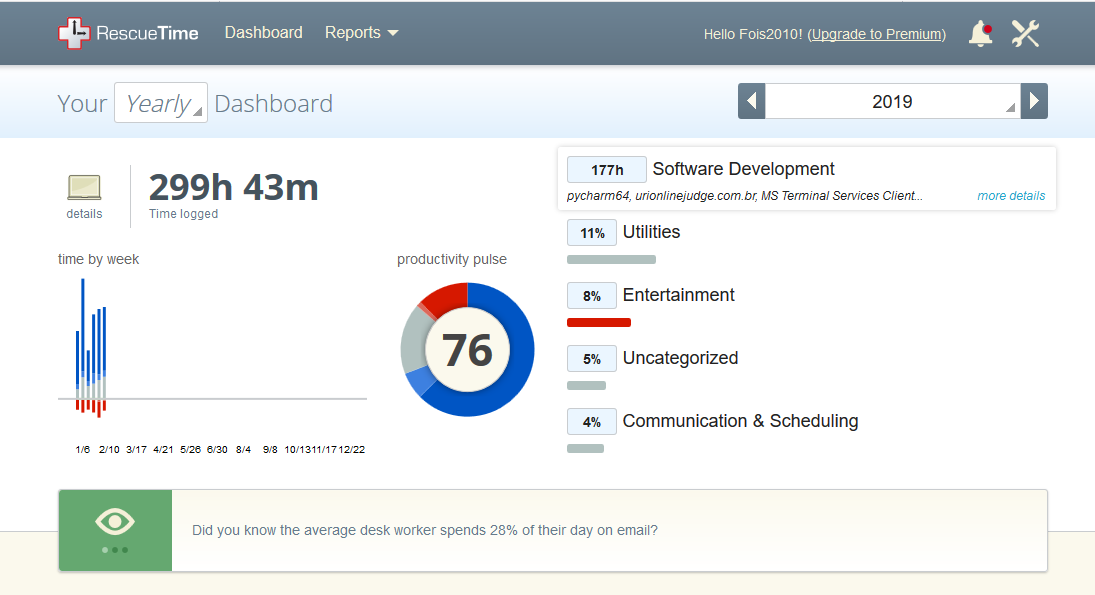 RescueTime Dashboard Reports Hello Fois2010! (Upgrade to Premium)
Your Yearly Dashboard 2019
299h 43m
Time logged
details
177h Software Development
pycharm64, urionlinejudge.com.br, MS Terminal Services Client... more details
11% Utilities
8% Entertainment
5% Uncategorized
4% Communication & Scheduling
time by week
1/6 2/10 3/17 4/21 5/26 6/30 8/4 9/8 10/13 11/17 12/22
productivity pulse
76
Did you know the average desk worker spends 28% of their day on email?